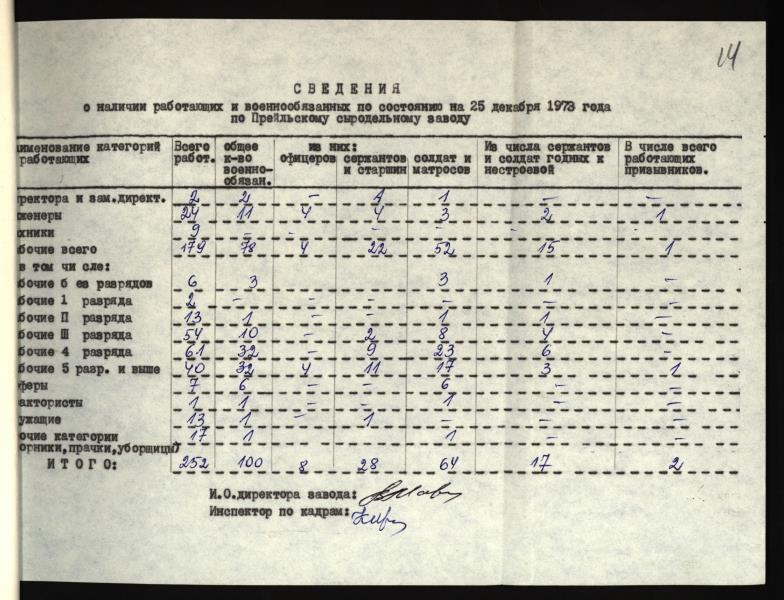 14
СВЕДЕНИЯ
о наличии работающих и военнообязанных по состоянию на 25 декабря 1973 года
по Прейльскому сыродельному заводу
именование категорий работающих | Всего работ. | общее к-во военно-обязан. | из них: офицеров | сержантов и старшин | солдат и матросов | Из числа сержантов и солдат годных к нестроевой | В числе всего работающих призывников.
ректора и зам.директ. | 2 | 2 | – | 1 | 1 | – | –
женеры | 24 | 11 | 4 | 4 | 3 | 2 | 1
хники | 9 | – | – | – | – | – | –
бочие всего | 179 | 78 | 4 | 22 | 52 | 15 | 1
в том чи сле:
бочие б ез разрядов | 6 | 3 | | | 3 | 1 | –
бочие 1 разряда | 2 | – | – | – | – | – | –
бочие П разряда | 13 | 1 | – | – | 1 | 1 | –
бочие Ш разряда | 54 | 10 | – | 2 | 8 | 4 | –
бочие 4 разряда | 61 | 32 | – | 9 | 23 | 6 | –
бочие 5 разр. и выше | 40 | 32 | 4 | 11 | 17 | 3 | 1
феры | 7 | 6 | – | – | 6 | – | –
актористы | 1 | 1 | – | – | 1 | – | –
ужащие | 13 | 1 | – | 1 | – | – | –
очие категории | 17 | 1 | | | 1 | – | –
орники,прачки,уборщицы)
ИТОГО: | 252 | 100 | 8 | 28 | 64 | 17 | 2
И.О.директора завода:
Инспектор по кадрам: